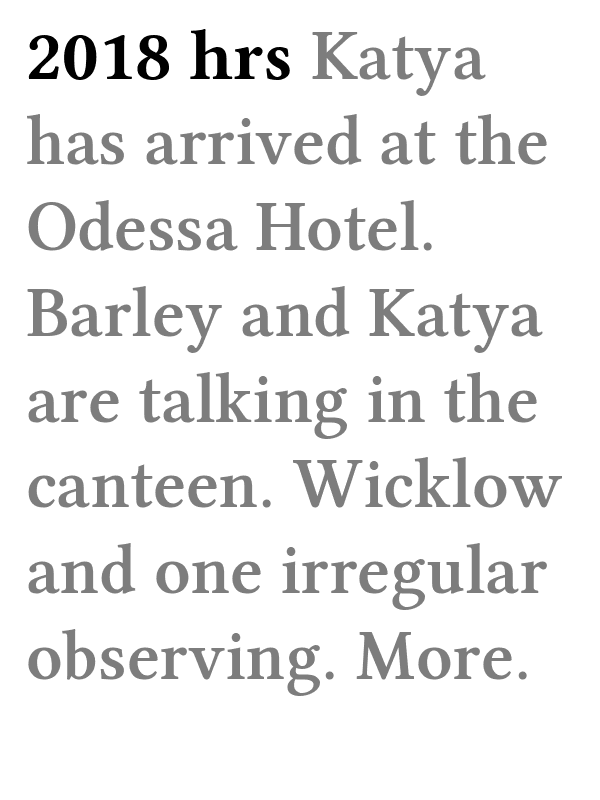 2018 hrs Katya
has arrived at the
Odessa Hotel.
Barley and Katya
are talking in the
canteen. Wicklow
and one irregular
observing. More.